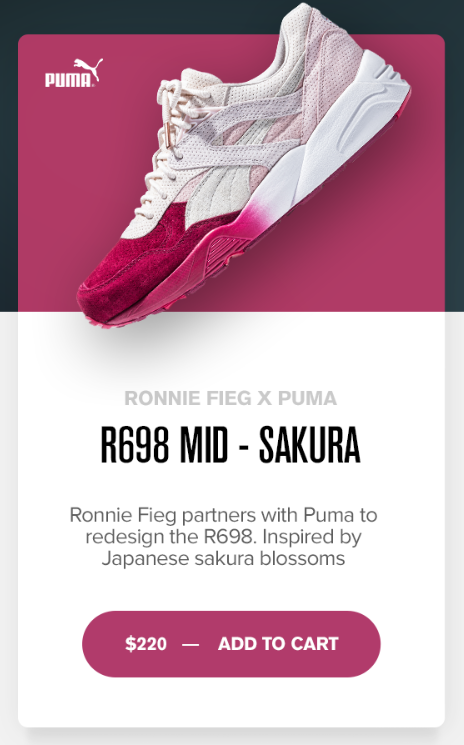 PUMA
RONNIE FIEG X PUMA
R698 MID - SAKURA
Ronnie Fieg partners with Puma to
redesign the R698. Inspired by
Japanese sakura blossoms
$220 — ADD TO CART